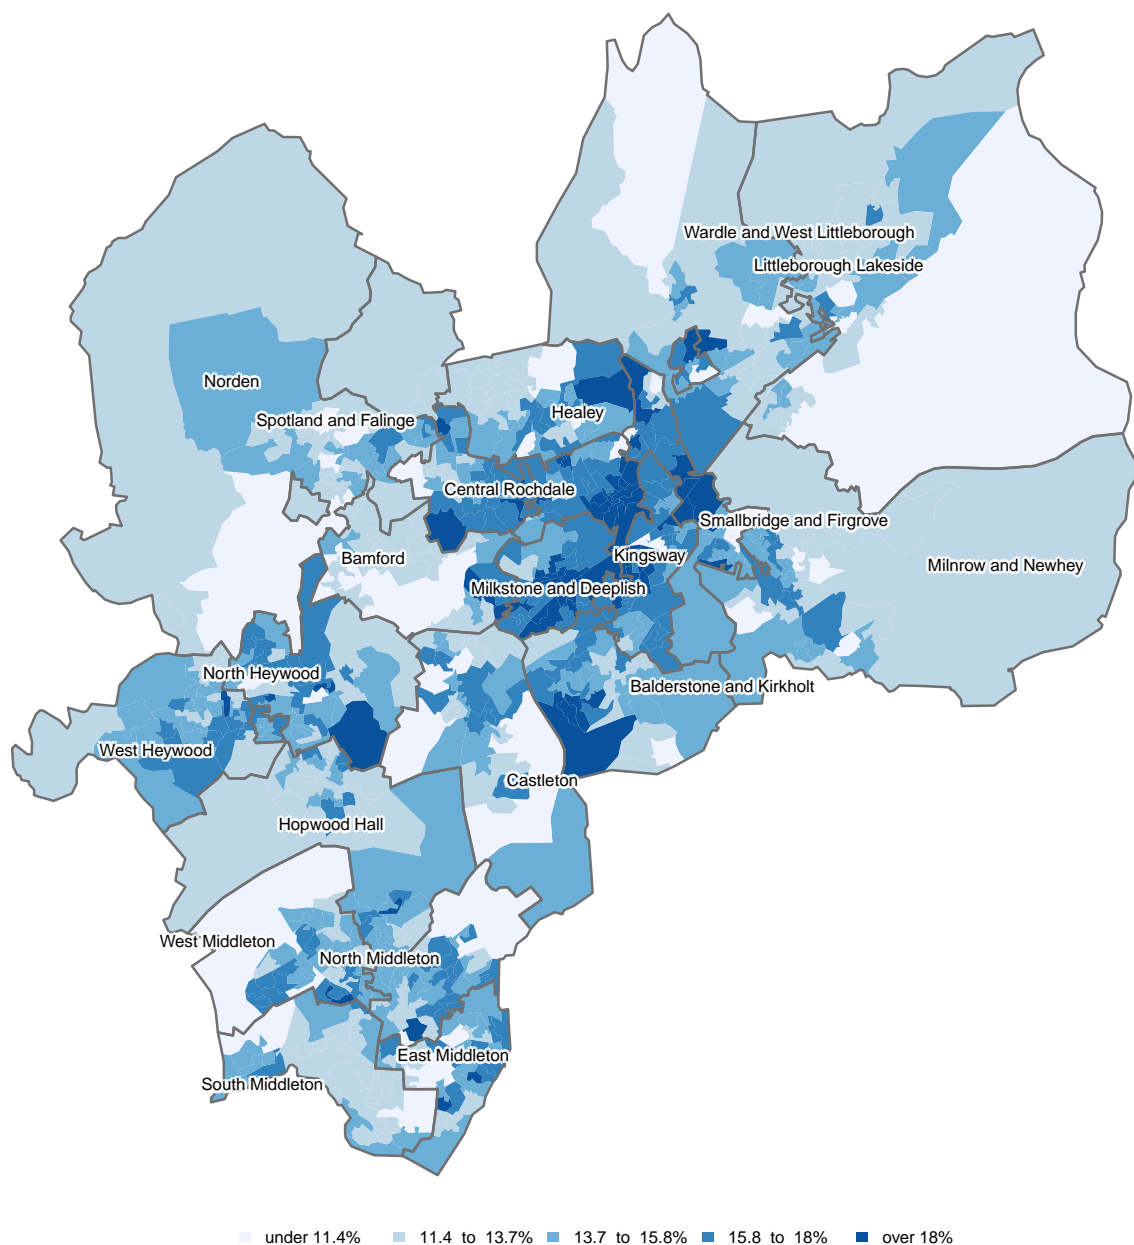 Wardle and West Littleborough
Littleborough Lakeside
Norden
Spotland and Falinge
Healey
Central Rochdale
Smallbridge and Firgrove
Bamford
Kingsway
Milnrow and Newhey
Milkstone and Deeplish
North Heywood
Balderstone and Kirkholt
West Heywood
Castleton
Hopwood Hall
West Middleton
North Middleton
East Middleton
South Middleton
under 11.4% 11.4 to 13.7% 13.7 to 15.8% 15.8 to 18% over 18%